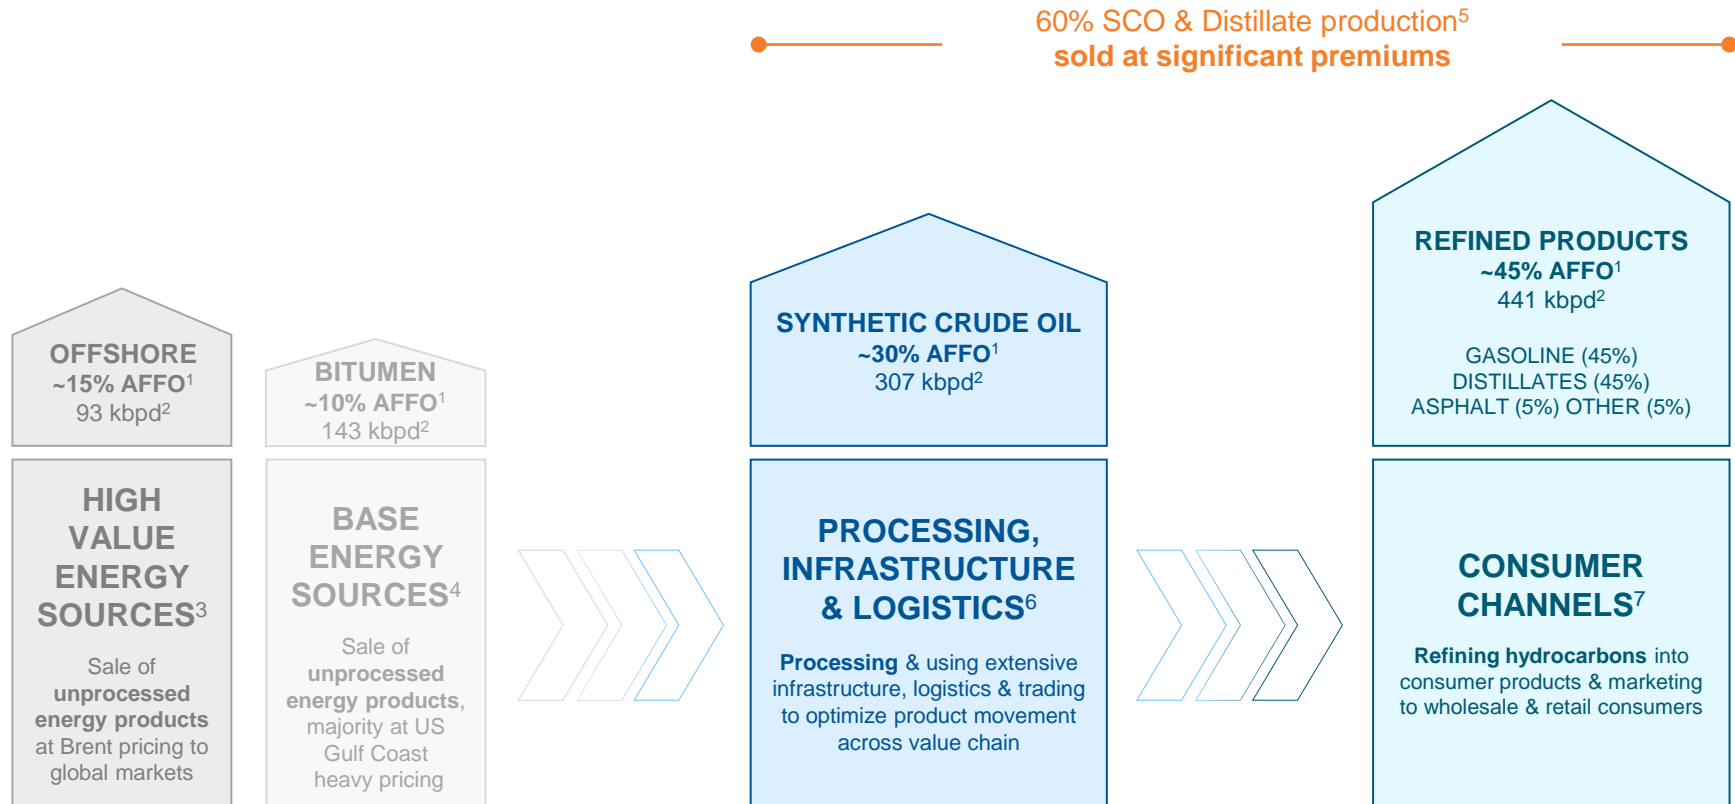 60% SCO & Distillate production5
sold at significant premiums
OFFSHORE
~15% AFFO1
93 kbpd2
BITUMEN
~10% AFFO1
143 kbpd2
SYNTHETIC CRUDE OIL
~30% AFFO1
307 kbpd2
REFINED PRODUCTS
~45% AFFO1
441 kbpd2
GASOLINE (45%)
DISTILLATES (45%)
ASPHALT (5%) OTHER (5%)
HIGH
VALUE
ENERGY
SOURCES3
Sale of
unprocessed
energy products
at Brent pricing to
global markets
BASE
ENERGY
SOURCES4
Sale of
unprocessed
energy products,
majority at US
Gulf Coast
heavy pricing
PROCESSING,
INFRASTRUCTURE
& LOGISTICS6
Processing & using extensive
infrastructure, logistics & trading
to optimize product movement
across value chain
CONSUMER
CHANNELS7
Refining hydrocarbons into
consumer products & marketing
to wholesale & retail consumers